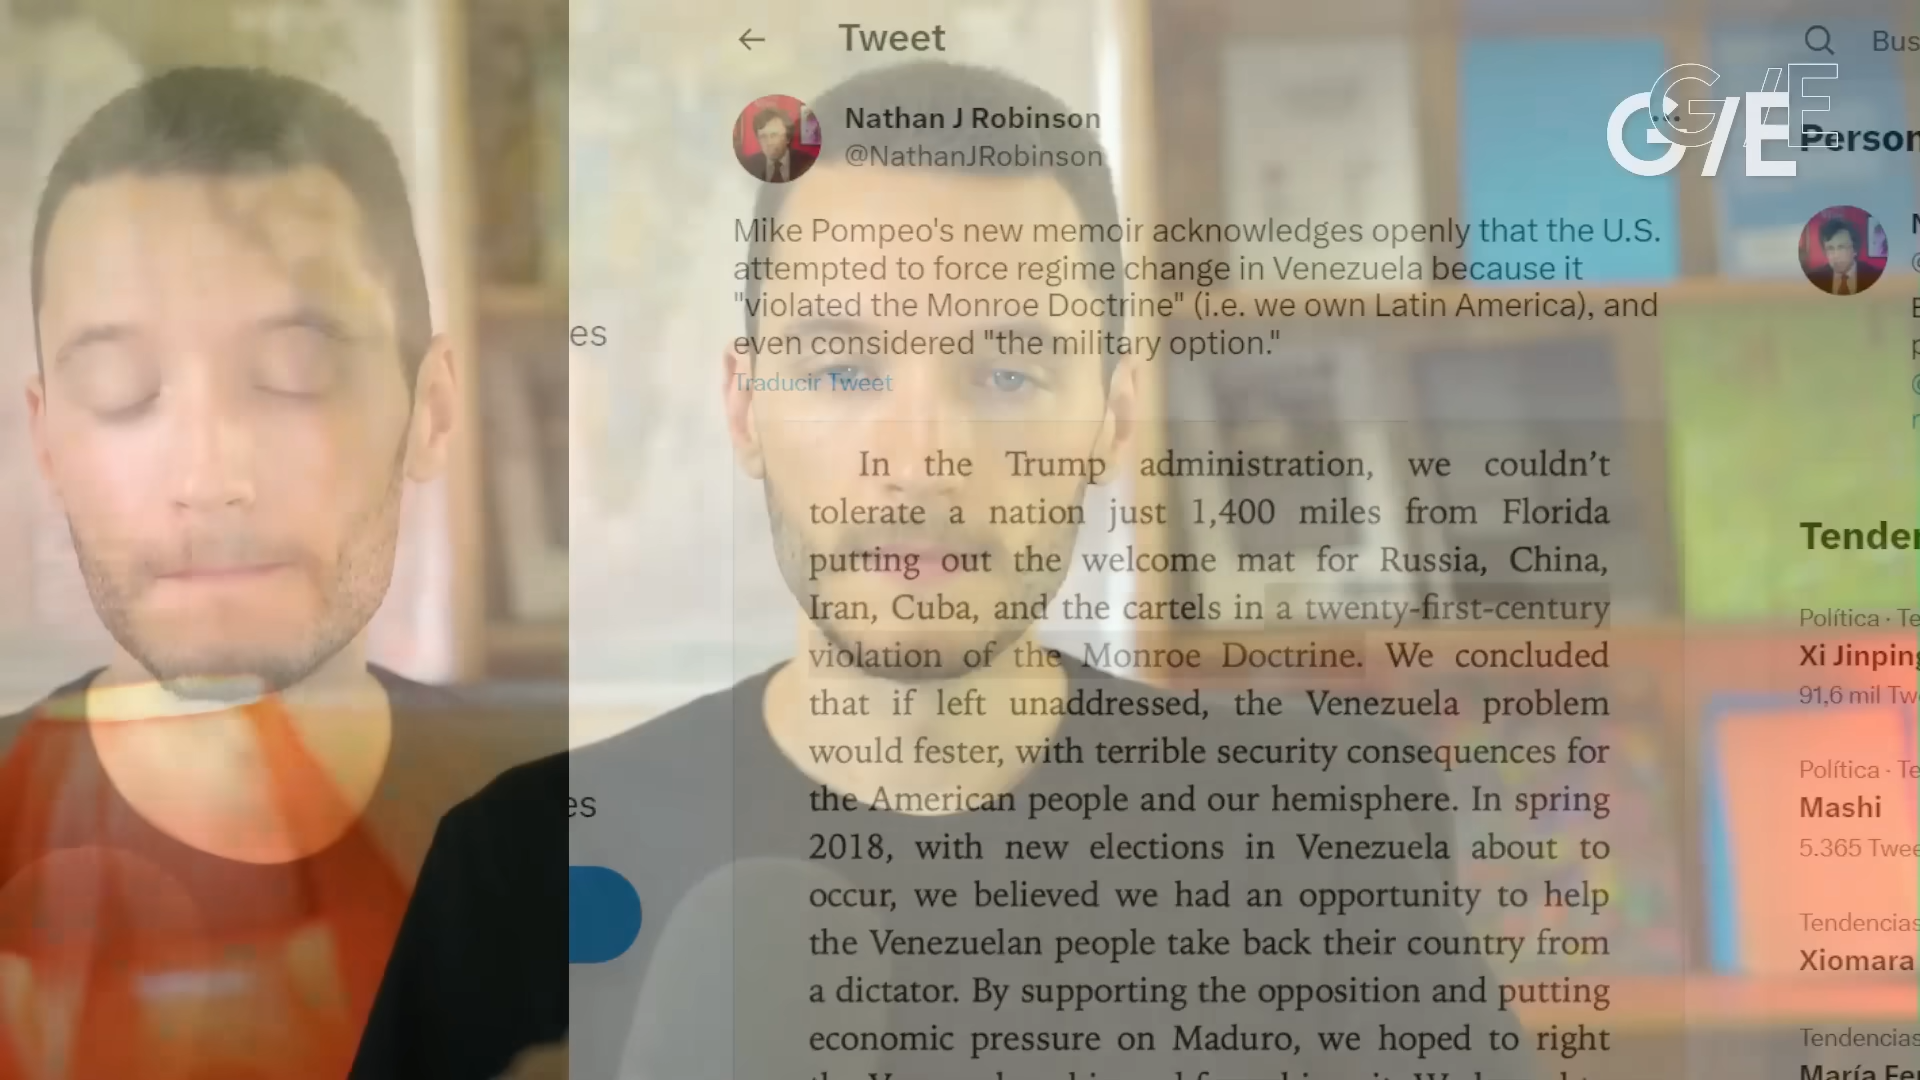 Tweet
Bus
G/E
G/E
Nathan J Robinson
@NathanJRobinson
Person
Mike Pompeo's new memoir acknowledges openly that the U.S.
attempted to force regime change in Venezuela because it
"violated the Monroe Doctrine" (i.e. we own Latin America), and
even considered "the military option."
Traducir Tweet
es
es
In the Trump administration, we couldn't
tolerate a nation just 1,400 miles from Florida
putting out the welcome mat for Russia, China,
Iran, Cuba, and the cartels in a twenty-first-century
violation of the Monroe Doctrine. We concluded
that if left unaddressed, the Venezuela problem
would fester, with terrible security consequences for
the American people and our hemisphere. In spring
2018, with new elections in Venezuela about to
occur, we believed we had an opportunity to help
the Venezuelan people take back their country from
a dictator. By supporting the opposition and putting
economic pressure on Maduro, we hoped to right
Tender
Política · Te
Xi Jinping
91,6 mil Tw
Política · Te
Mashi
5.365 Twee
Tendencias
Xiomara
Tendencias
María Fer